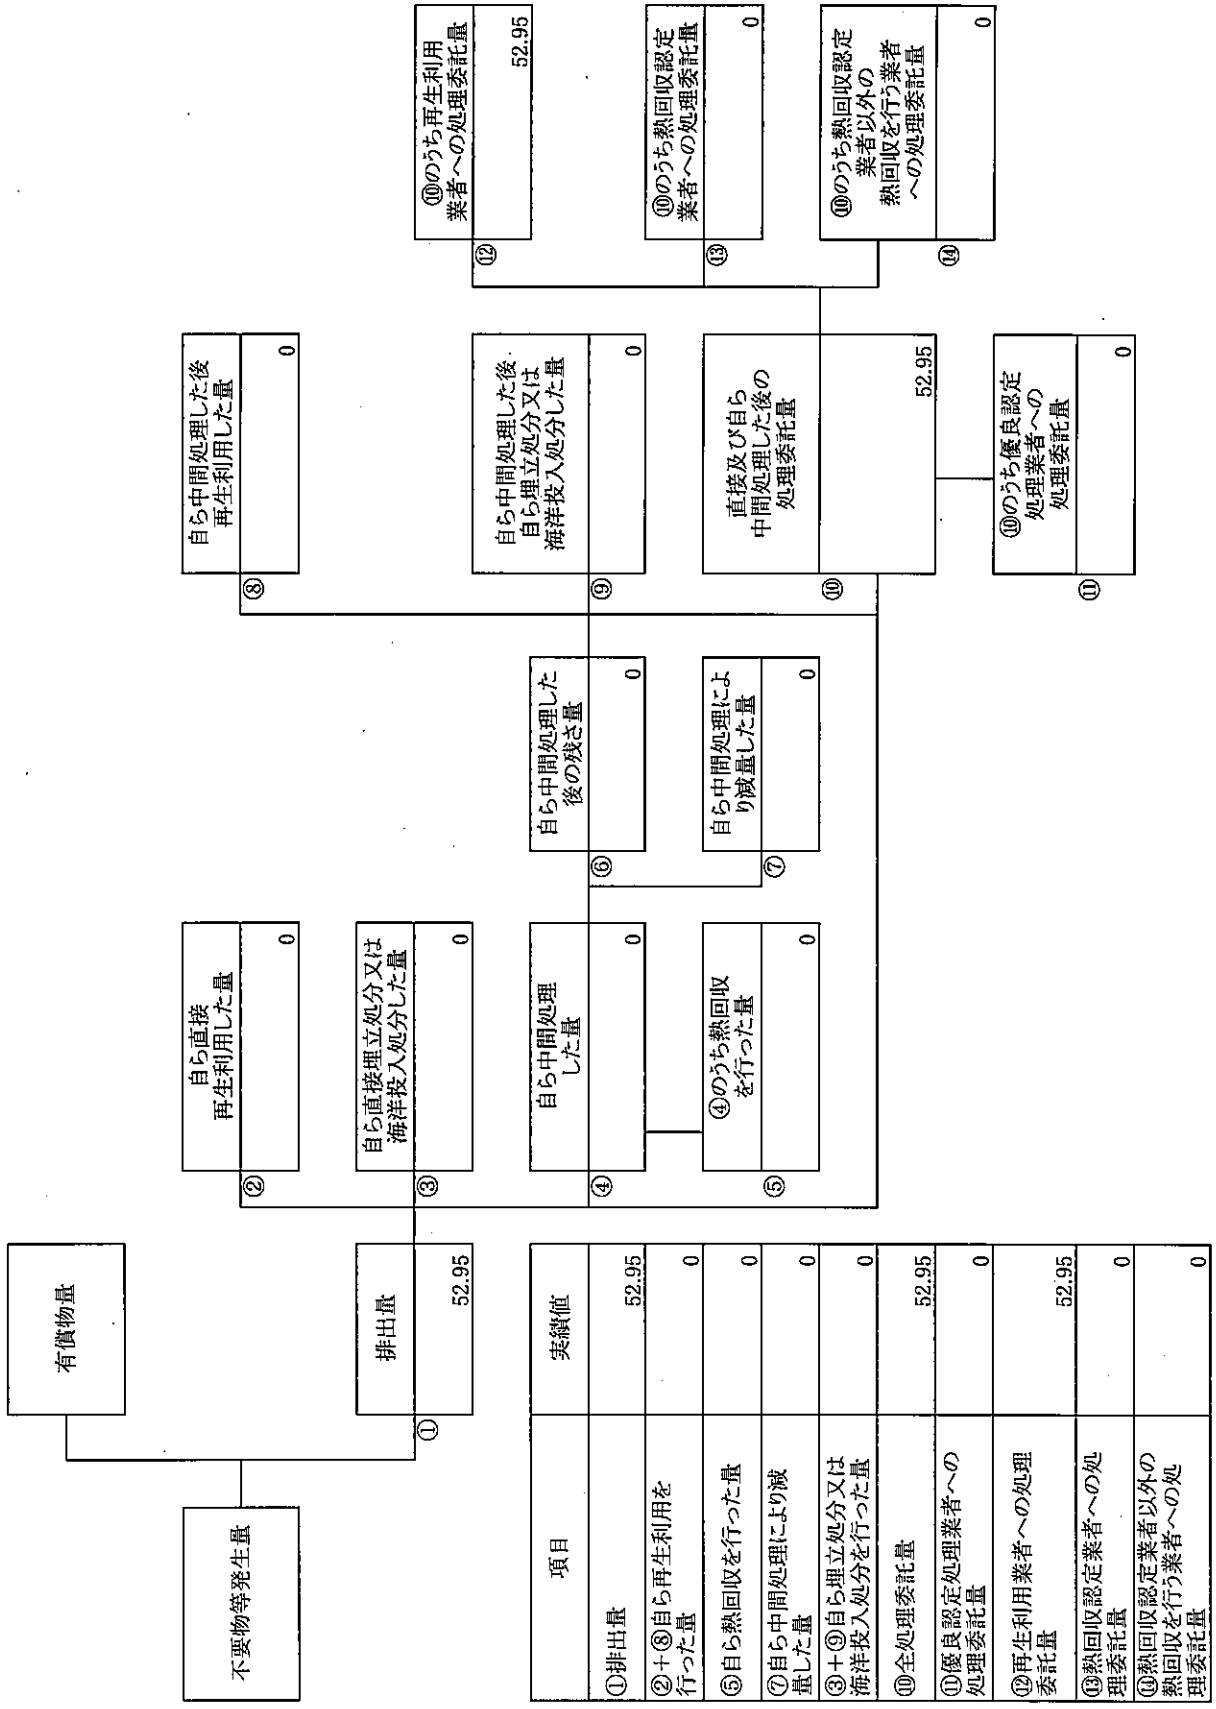 有償物量
不要物等発生量
排出量
①
52.95
自ら直接
再生利用した量
②
0
自ら直接埋立処分又は
海洋投入処分した量
③
0
自ら中間処理
した量
④
0
④のうち熱回収
を行った量
⑤
0
自ら中間処理した
後の残さ量
⑥
0
自ら中間処理によ
り減量した量
⑦
0
自ら中間処理した後
再生利用した量
⑧
0
自ら中間処理した後
自ら埋立処分又は
海洋投入処分した量
⑨
0
直接及び自ら
中間処理した後の
処理委託量
⑩
52.95
⑩のうち優良認定
処理業者への
処理委託量
⑪
0
⑩のうち再生利用
業者への処理委託量
⑫
52.95
⑩のうち熱回収認定
業者への処理委託量
⑬
0
⑩のうち熱回収認定
業者以外の
熱回収を行う業者
への処理委託量
⑭
0
項目 実績値
①排出量 52.95
②+⑧自ら再生利用を
行った量 0
⑤自ら熱回収を行った量 0
⑦自ら中間処理により減
量した量 0
③+⑨自ら埋立処分又は
海洋投入処分を行った量 0
⑩全処理委託量 52.95
⑪優良認定処理業者への
処理委託量 0
⑫再生利用業者への処理
委託量 52.95
⑬熱回収認定業者への処
理委託量 0
⑭熱回収認定業者以外の
熱回収を行う業者への処
理委託量 0